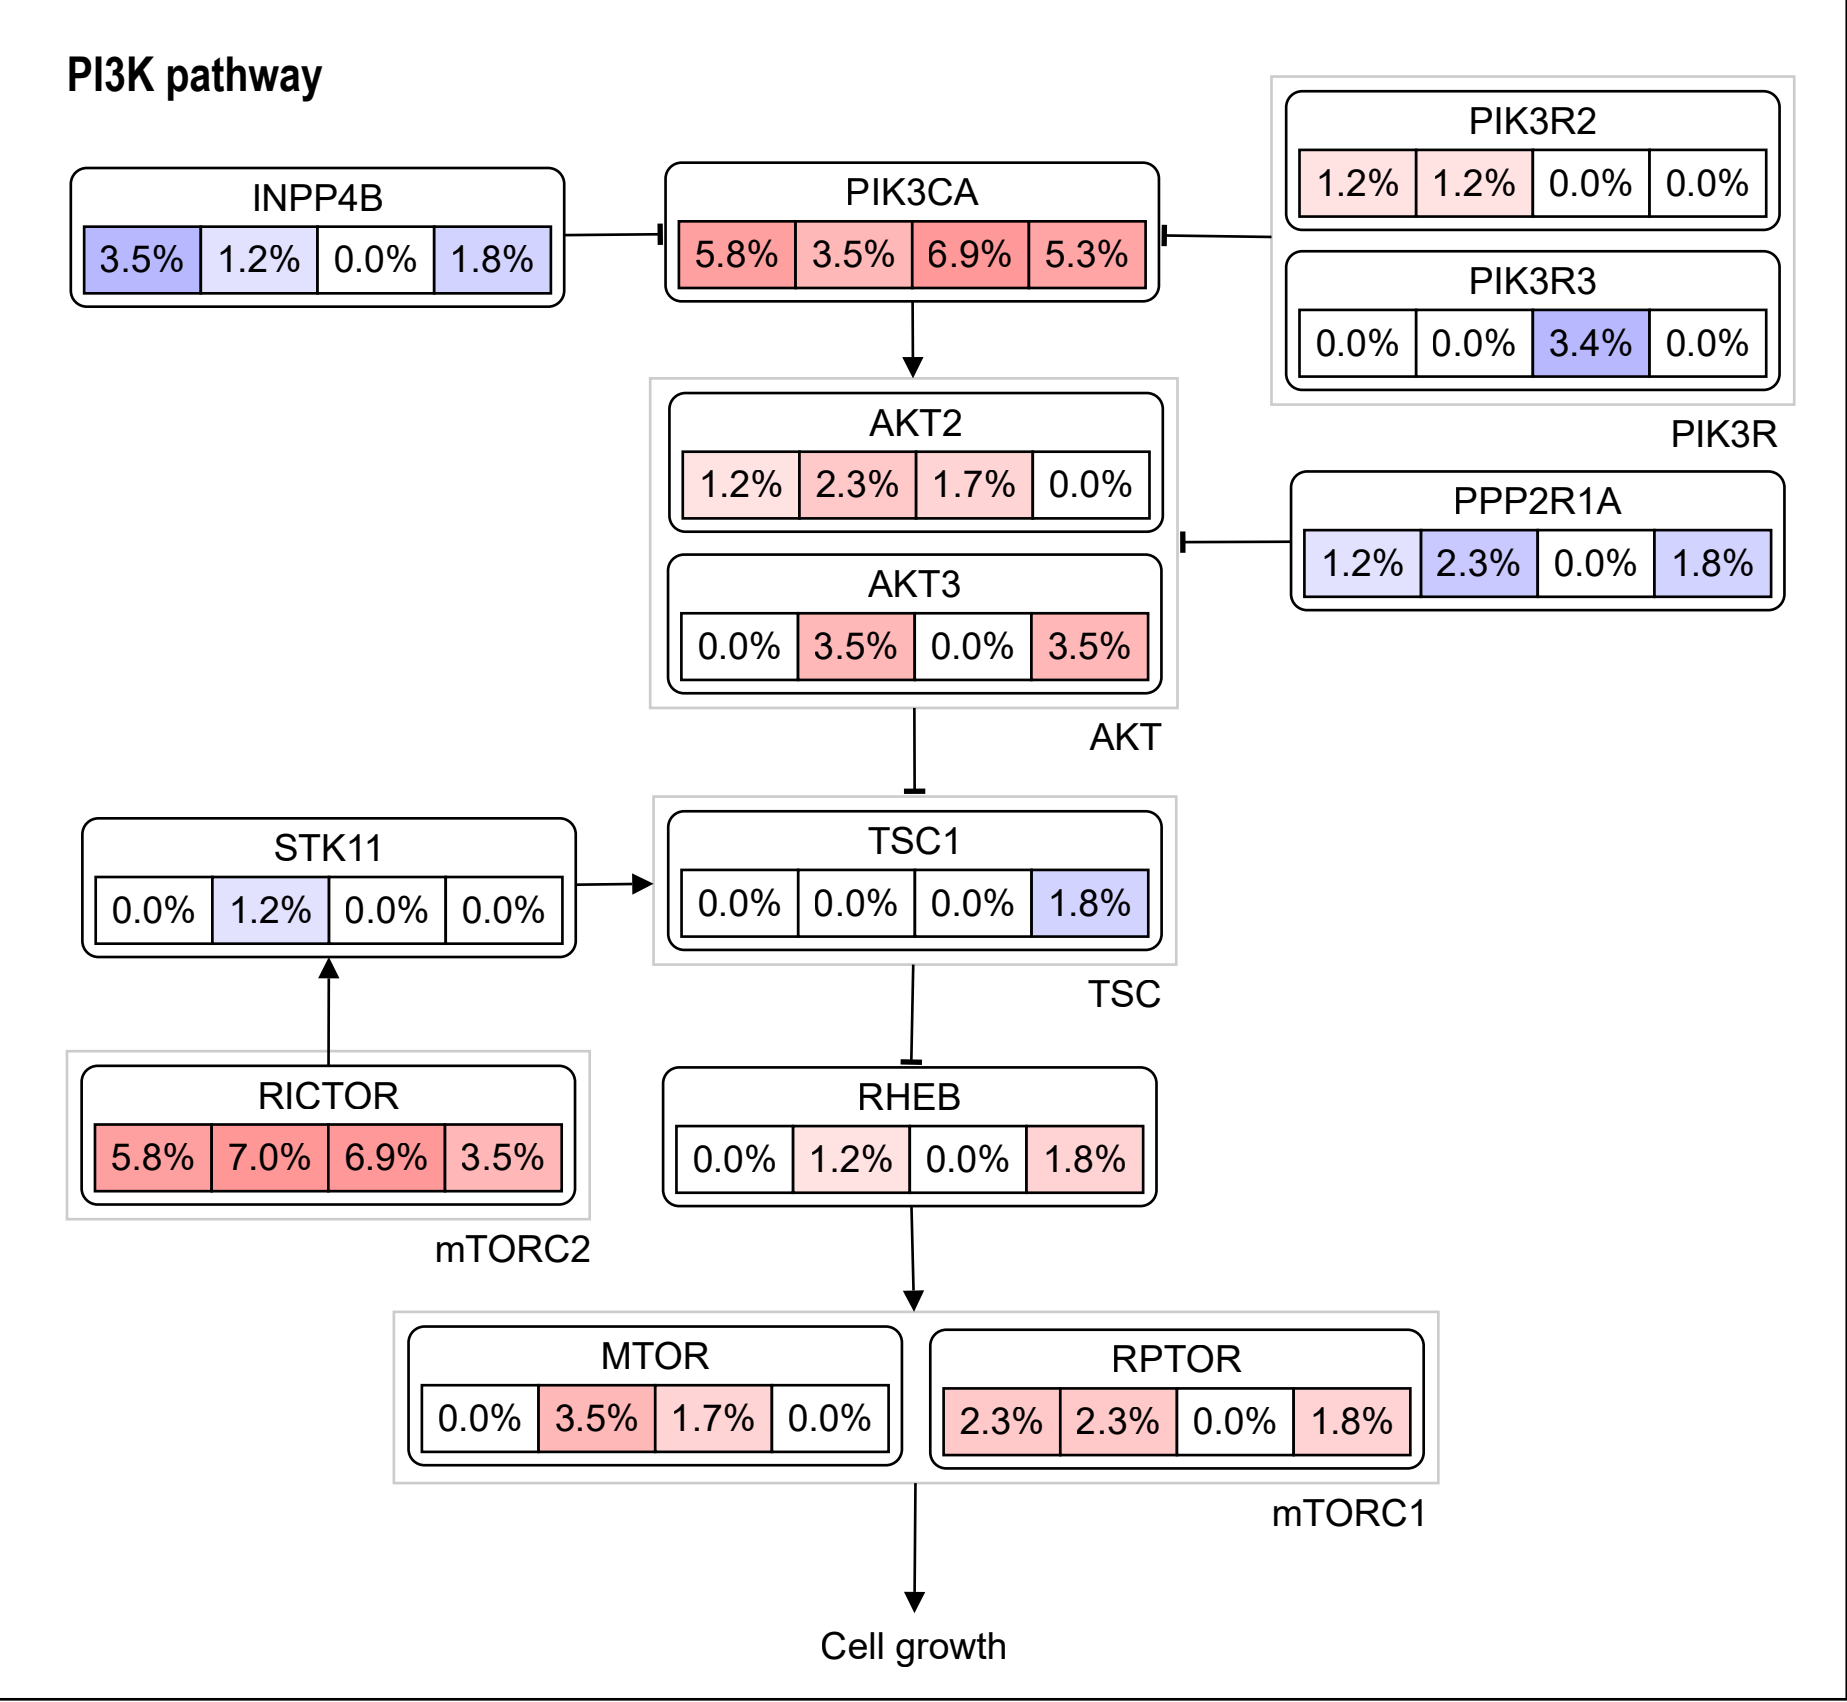 PI3K pathway
PIK3R2
1.2% 1.2% 0.0% 0.0%
INPP4B
3.5% 1.2% 0.0% 1.8%
PIK3CA
5.8% 3.5% 6.9% 5.3%
PIK3R3
0.0% 0.0% 3.4% 0.0%
PIK3R
AKT2
1.2% 2.3% 1.7% 0.0%
PPP2R1A
1.2% 2.3% 0.0% 1.8%
AKT3
0.0% 3.5% 0.0% 3.5%
AKT
STK11
0.0% 1.2% 0.0% 0.0%
TSC1
0.0% 0.0% 0.0% 1.8%
TSC
RICTOR
5.8% 7.0% 6.9% 3.5%
mTORC2
RHEB
0.0% 1.2% 0.0% 1.8%
MTOR
0.0% 3.5% 1.7% 0.0%
RPTOR
2.3% 2.3% 0.0% 1.8%
mTORC1
Cell growth